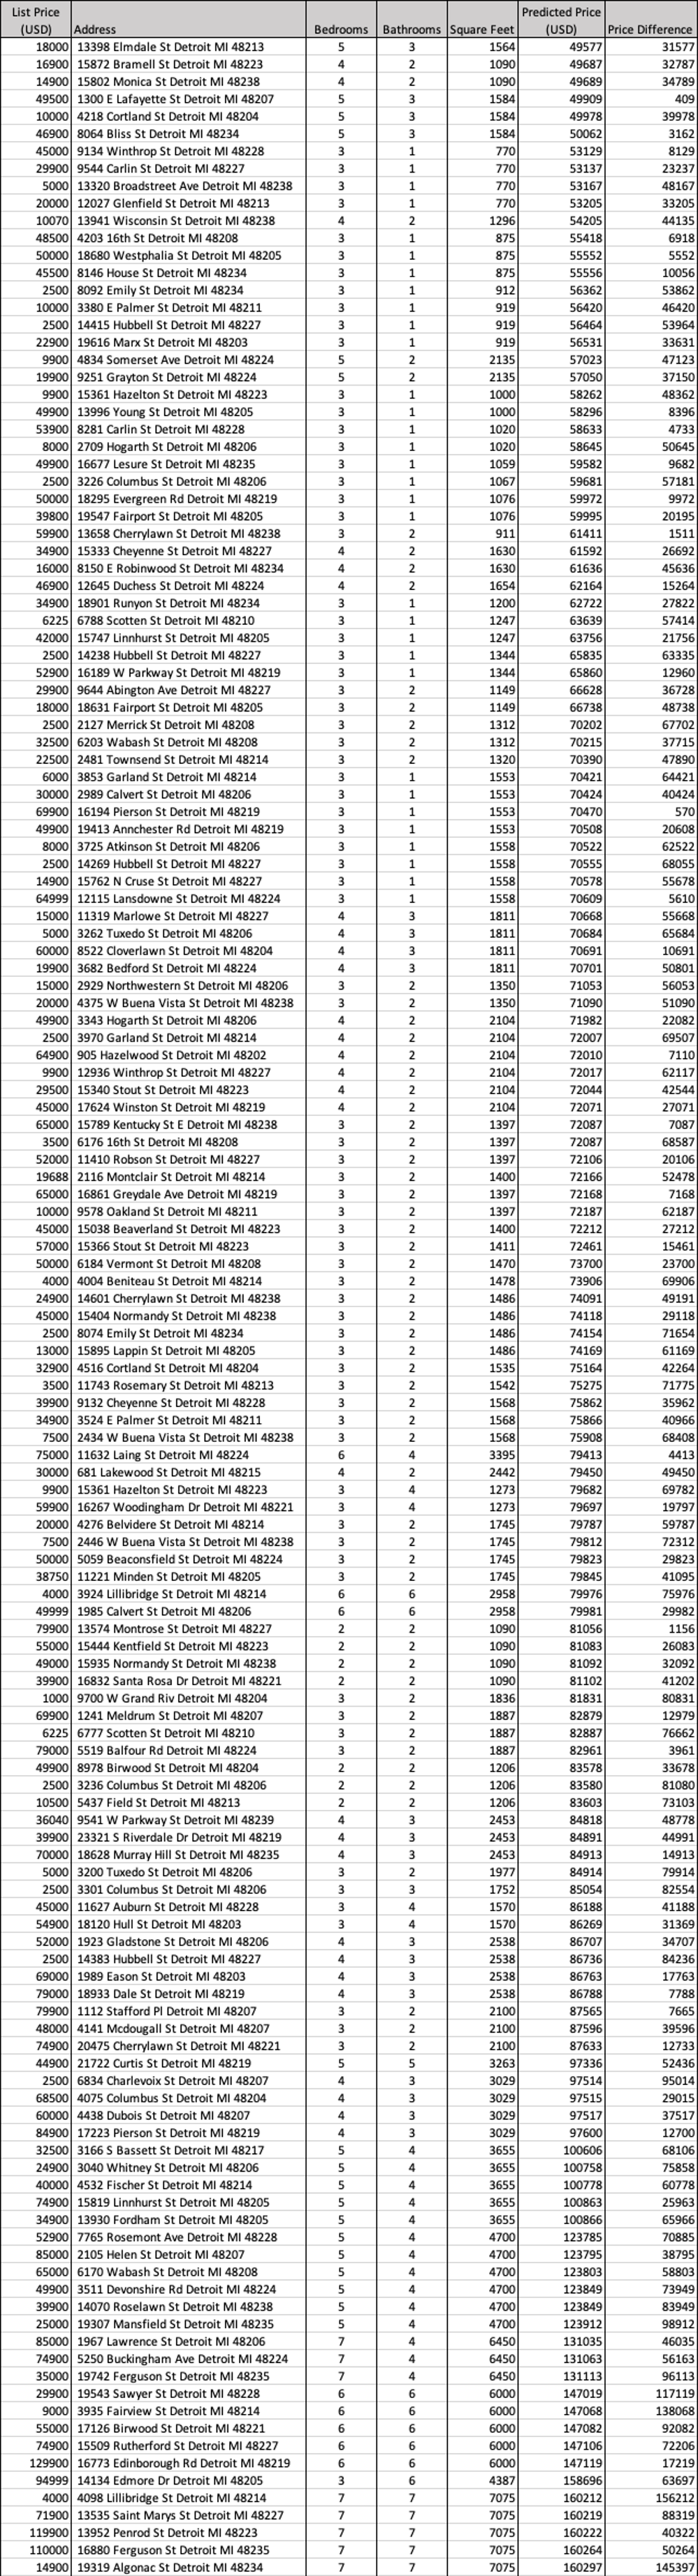 List Price (USD) Address Bedrooms Bathrooms Square Feet Predicted Price (USD) Price Difference
18000 13398 Elmdale St Detroit MI 48213 5 3 1564 49577 31577
16900 15872 Bramell St Detroit MI 48223 4 2 1090 49687 32787
14900 15802 Monica St Detroit MI 48238 4 2 1090 49689 34789
49500 1300 E Lafayette St Detroit MI 48207 5 3 1584 49909 409
10000 4218 Cortland St Detroit MI 48204 5 3 1584 49978 39978
46900 8064 Bliss St Detroit MI 48234 5 3 1584 50062 3162
45000 9134 Winthrop St Detroit MI 48228 3 1 770 53129 8129
29900 9544 Carlin St Detroit MI 48227 3 1 770 53137 23237
5000 13320 Broadstreet Ave Detroit MI 48238 3 1 770 53167 48167
20000 12027 Glenfield St Detroit MI 48213 3 1 770 53205 33205
10070 13941 Wisconsin St Detroit MI 48238 4 2 1296 54205 44135
48500 4203 16th St Detroit MI 48208 3 1 875 55418 6918
50000 18680 Westphalia St Detroit MI 48205 3 1 875 55552 5552
45500 8146 House St Detroit MI 48234 3 1 875 55556 10056
2500 8092 Emily St Detroit MI 48234 3 1 912 56362 53862
10000 3380 E Palmer St Detroit MI 48211 3 1 919 56420 46420
2500 14415 Hubbell St Detroit MI 48227 3 1 919 56464 53964
22900 19616 Marx St Detroit MI 48203 3 1 919 56531 33631
9900 4834 Somerset Ave Detroit MI 48224 5 2 2135 57023 47123
19900 9251 Grayton St Detroit MI 48224 5 2 2135 57050 37150
9900 15361 Hazelton St Detroit MI 48223 3 1 1000 58262 48362
49900 13996 Young St Detroit MI 48205 3 1 1000 58296 8396
53900 8281 Carlin St Detroit MI 48228 3 1 1020 58633 4733
8000 2709 Hogarth St Detroit MI 48206 3 1 1020 58645 50645
49900 16677 Lesure St Detroit MI 48235 3 1 1059 59582 9682
2500 3226 Columbus St Detroit MI 48206 3 1 1067 59681 57181
50000 18295 Evergreen Rd Detroit MI 48219 3 1 1076 59972 9972
39800 19547 Fairport St Detroit MI 48205 3 1 1076 59995 20195
59900 13658 Cherrylawn St Detroit MI 48238 3 2 911 61411 1511
34900 15333 Cheyenne St Detroit MI 48227 4 2 1630 61592 26692
16000 8150 E Robinwood St Detroit MI 48234 4 2 1630 61636 45636
46900 12645 Duchess St Detroit MI 48224 4 2 1654 62164 15264
34900 18901 Runyon St Detroit MI 48234 3 1 1200 62722 27822
6225 6788 Scotten St Detroit MI 48210 3 1 1247 63639 57414
42000 15747 Linnhurst St Detroit MI 48205 3 1 1247 63756 21756
2500 14238 Hubbell St Detroit MI 48227 3 1 1344 65835 63335
52900 16189 W Parkway St Detroit MI 48219 3 1 1344 65860 12960
29900 9644 Abington Ave Detroit MI 48227 3 2 1149 66628 36728
18000 18631 Fairport St Detroit MI 48205 3 2 1149 66738 48738
2500 2127 Merrick St Detroit MI 48208 3 2 1312 70202 67702
32500 6203 Wabash St Detroit MI 48208 3 2 1312 70215 37715
22500 2481 Townsend St Detroit MI 48214 3 2 1320 70390 47890
6000 3853 Garland St Detroit MI 48214 3 1 1553 70421 64421
30000 2989 Calvert St Detroit MI 48206 3 1 1553 70424 40424
69900 16194 Pierson St Detroit MI 48219 3 1 1553 70470 570
49900 19413 Annchester Rd Detroit MI 48219 3 1 1553 70508 20608
8000 3725 Atkinson St Detroit MI 48206 3 1 1558 70522 62522
2500 14269 Hubbell St Detroit MI 48227 3 1 1558 70555 68055
14900 15762 N Cruse St Detroit MI 48227 3 1 1558 70578 55678
64999 12115 Lansdowne St Detroit MI 48224 3 1 1558 70609 5610
15000 11319 Marlowe St Detroit MI 48227 4 3 1811 70668 55668
5000 3262 Tuxedo St Detroit MI 48206 4 3 1811 70684 65684
60000 8522 Cloverlawn St Detroit MI 48204 4 3 1811 70691 10691
19900 3682 Bedford St Detroit MI 48224 4 3 1811 70701 50801
15000 2929 Northwestern St Detroit MI 48206 3 2 1350 71053 56053
20000 4375 W Buena Vista St Detroit MI 48238 3 2 1350 71090 51090
49900 3343 Hogarth St Detroit MI 48206 4 2 2104 71982 22082
2500 3970 Garland St Detroit MI 48214 4 2 2104 72007 69507
64900 905 Hazelwood St Detroit MI 48202 4 2 2104 72010 7110
9900 12936 Winthrop St Detroit MI 48227 4 2 2104 72017 62117
29500 15340 Stout St Detroit MI 48223 4 2 2104 72044 42544
45000 17624 Winston St Detroit MI 48219 4 2 2104 72071 27071
65000 15789 Kentucky St E Detroit MI 48238 3 2 1397 72087 7087
3500 6176 16th St Detroit MI 48208 3 2 1397 72087 68587
52000 11410 Robson St Detroit MI 48227 3 2 1397 72106 20106
19688 2116 Montclair St Detroit MI 48214 3 2 1400 72166 52478
65000 16861 Greydale Ave Detroit MI 48219 3 2 1397 72168 7168
10000 9578 Oakland St Detroit MI 48211 3 2 1397 72187 62187
45000 15038 Beaverland St Detroit MI 48223 3 2 1400 72212 27212
57000 15366 Stout St Detroit MI 48223 3 2 1411 72461 15461
50000 6184 Vermont St Detroit MI 48208 3 2 1470 73700 23700
4000 4004 Beniteau St Detroit MI 48214 3 2 1478 73906 69906
24900 14601 Cherrylawn St Detroit MI 48238 3 2 1486 74091 49191
45000 15404 Normandy St Detroit MI 48238 3 2 1486 74118 29118
2500 8074 Emily St Detroit MI 48234 3 2 1486 74154 71654
13000 15895 Lappin St Detroit MI 48205 3 2 1486 74169 61169
32900 4516 Cortland St Detroit MI 48204 3 2 1535 75164 42264
3500 11743 Rosemary St Detroit MI 48213 3 2 1542 75275 71775
39900 9132 Cheyenne St Detroit MI 48228 3 2 1568 75862 35962
34900 3524 E Palmer St Detroit MI 48211 3 2 1568 75866 40966
7500 2434 W Buena Vista St Detroit MI 48238 3 2 1568 75908 68408
75000 11632 Laing St Detroit MI 48224 6 4 3395 79413 4413
30000 681 Lakewood St Detroit MI 48215 4 2 2442 79450 49450
9900 15361 Hazelton St Detroit MI 48223 3 4 1273 79682 69782
59900 16267 Woodingham Dr Detroit MI 48221 3 4 1273 79697 19797
20000 4276 Belvidere St Detroit MI 48214 3 2 1745 79787 59787
7500 2446 W Buena Vista St Detroit MI 48238 3 2 1745 79812 72312
50000 5059 Beaconsfield St Detroit MI 48224 3 2 1745 79823 29823
38750 11221 Minden St Detroit MI 48205 3 2 1745 79845 41095
4000 3924 Lillibridge St Detroit MI 48214 6 6 2958 79976 75976
49999 1985 Calvert St Detroit MI 48206 6 6 2958 79981 29982
79900 13574 Montrose St Detroit MI 48227 2 2 1090 81056 1156
55000 15444 Kentfield St Detroit MI 48223 2 2 1090 81083 26083
49000 15935 Normandy St Detroit MI 48238 2 2 1090 81092 32092
39900 16832 Santa Rosa Dr Detroit MI 48221 2 2 1090 81102 41202
1000 9700 W Grand Riv Detroit MI 48204 3 2 1836 81831 80831
69900 1241 Meldrum St Detroit MI 48207 3 2 1887 82879 12979
6225 6777 Scotten St Detroit MI 48210 3 2 1887 82887 76662
79000 5519 Balfour Rd Detroit MI 48224 3 2 1887 82961 3961
49900 8978 Birwood St Detroit MI 48204 2 2 1206 83578 33678
2500 3236 Columbus St Detroit MI 48206 2 2 1206 83580 81080
10500 5437 Field St Detroit MI 48213 2 2 1206 83603 73103
36040 9541 W Parkway St Detroit MI 48239 4 3 2453 84818 48778
39900 23321 S Riverdale Dr Detroit MI 48219 4 3 2453 84891 44991
70000 18628 Murray Hill St Detroit MI 48235 4 3 2453 84913 14913
5000 3200 Tuxedo St Detroit MI 48206 3 2 1977 84914 79914
2500 3301 Columbus St Detroit MI 48206 3 3 1752 85054 82554
45000 11627 Auburn St Detroit MI 48228 3 4 1570 86188 41188
54900 18120 Hull St Detroit MI 48203 3 4 1570 86269 31369
52000 1923 Gladstone St Detroit MI 48206 4 3 2538 86707 34707
2500 14383 Hubbell St Detroit MI 48227 4 3 2538 86736 84236
69000 1989 Eason St Detroit MI 48203 4 3 2538 86763 17763
79000 18933 Dale St Detroit MI 48219 4 3 2538 86788 7788
79900 1112 Stafford Pl Detroit MI 48207 3 2 2100 87565 7665
48000 4141 Mcdougall St Detroit MI 48207 3 2 2100 87596 39596
74900 20475 Cherrylawn St Detroit MI 48221 3 2 2100 87633 12733
44900 21722 Curtis St Detroit MI 48219 5 5 3263 97336 52436
2500 6834 Charlevoix St Detroit MI 48207 4 3 3029 97514 95014
68500 4075 Columbus St Detroit MI 48204 4 3 3029 97515 29015
60000 4438 Dubois St Detroit MI 48207 4 3 3029 97517 37517
84900 17223 Pierson St Detroit MI 48219 4 3 3029 97600 12700
32500 3166 S Bassett St Detroit MI 48217 5 4 3655 100606 68106
24900 3040 Whitney St Detroit MI 48206 5 4 3655 100758 75858
40000 4532 Fischer St Detroit MI 48214 5 4 3655 100778 60778
74900 15819 Linnhurst St Detroit MI 48205 5 4 3655 100863 25963
34900 13930 Fordham St Detroit MI 48205 5 4 3655 100866 65966
52900 7765 Rosemont Ave Detroit MI 48228 5 4 4700 123785 70885
85000 2105 Helen St Detroit MI 48207 5 4 4700 123795 38795
65000 6170 Wabash St Detroit MI 48208 5 4 4700 123803 58803
49900 3511 Devonshire Rd Detroit MI 48224 5 4 4700 123849 73949
39900 14070 Roselawn St Detroit MI 48238 5 4 4700 123849 83949
25000 19307 Mansfield St Detroit MI 48235 5 4 4700 123912 98912
85000 1967 Lawrence St Detroit MI 48206 7 4 6450 131035 46035
74900 5250 Buckingham Ave Detroit MI 48224 7 4 6450 131063 56163
35000 19742 Ferguson St Detroit MI 48235 7 4 6450 131113 96113
29900 19543 Sawyer St Detroit MI 48228 6 6 6000 147019 117119
9000 3935 Fairview St Detroit MI 48214 6 6 6000 147068 138068
55000 17126 Birwood St Detroit MI 48221 6 6 6000 147082 92082
74900 15509 Rutherford St Detroit MI 48227 6 6 6000 147106 72206
129900 16773 Edinborough Rd Detroit MI 48219 6 6 6000 147119 17219
94999 14134 Edmore Dr Detroit MI 48205 3 6 4387 158696 63697
4000 4098 Lillibridge St Detroit MI 48214 7 7 7075 160212 156212
71900 13535 Saint Marys St Detroit MI 48227 7 7 7075 160219 88319
119900 13952 Penrod St Detroit MI 48223 7 7 7075 160222 40322
110000 16880 Ferguson St Detroit MI 48235 7 7 7075 160264 50264
14900 19319 Algonac St Detroit MI 48234 7 7 7075 160297 145397